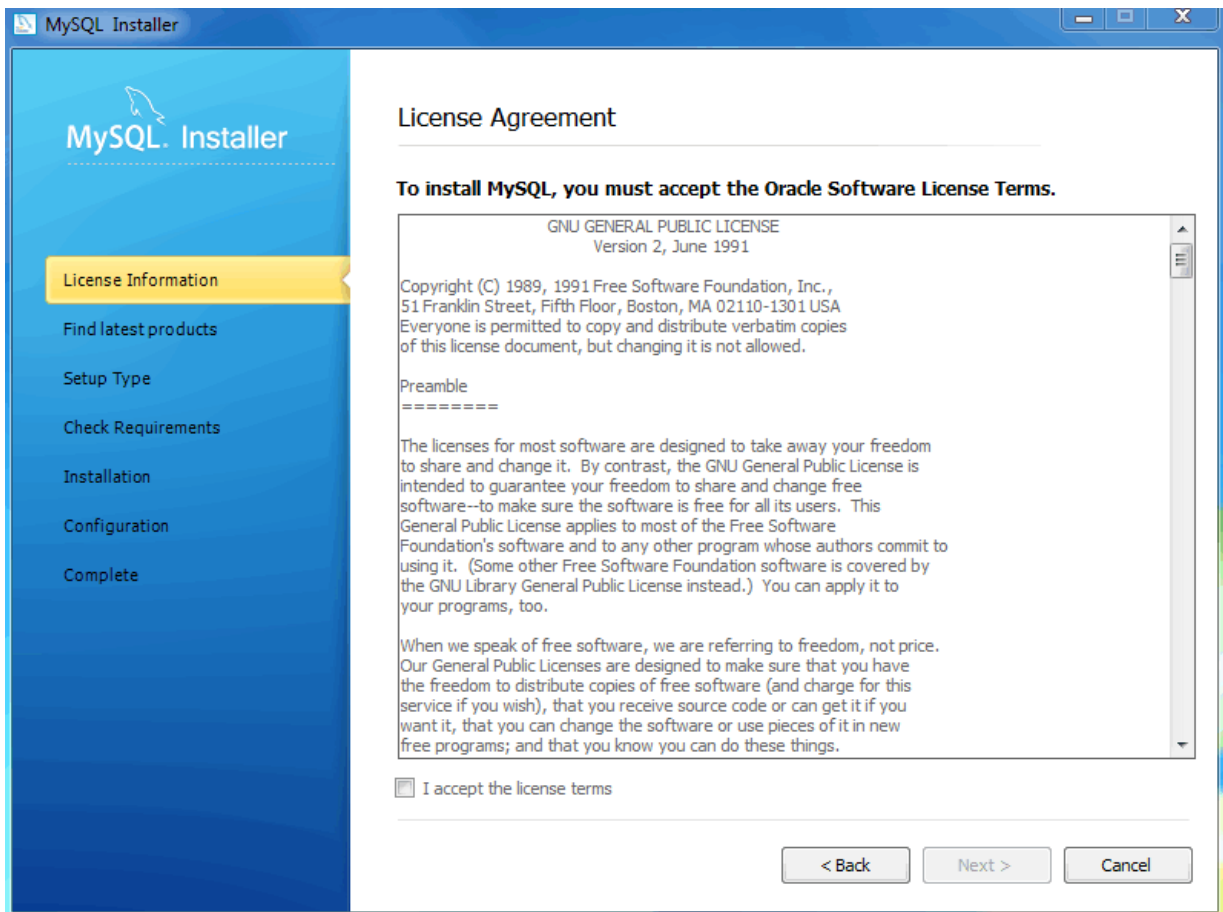 MySQL Installer
MySQL. Installer
License Information
Find latest products
Setup Type
Check Requirements
Installation
Configuration
Complete
License Agreement
To install MySQL, you must accept the Oracle Software License Terms.
GNU GENERAL PUBLIC LICENSE
Version 2, June 1991
Copyright (C) 1989, 1991 Free Software Foundation, Inc.,
51 Franklin Street, Fifth Floor, Boston, MA 02110-1301 USA
Everyone is permitted to copy and distribute verbatim copies
of this license document, but changing it is not allowed.
Preamble
========
The licenses for most software are designed to take away your freedom
to share and change it. By contrast, the GNU General Public License is
intended to guarantee your freedom to share and change free
software--to make sure the software is free for all its users. This
General Public License applies to most of the Free Software
Foundation's software and to any other program whose authors commit to
using it. (Some other Free Software Foundation software is covered by
the GNU Library General Public License instead.) You can apply it to
your programs, too.
When we speak of free software, we are referring to freedom, not price.
Our General Public Licenses are designed to make sure that you have
the freedom to distribute copies of free software (and charge for this
service if you wish), that you receive source code or can get it if you
want it, that you can change the software or use pieces of it in new
free programs; and that you know you can do these things.
I accept the license terms
< Back
Next >
Cancel